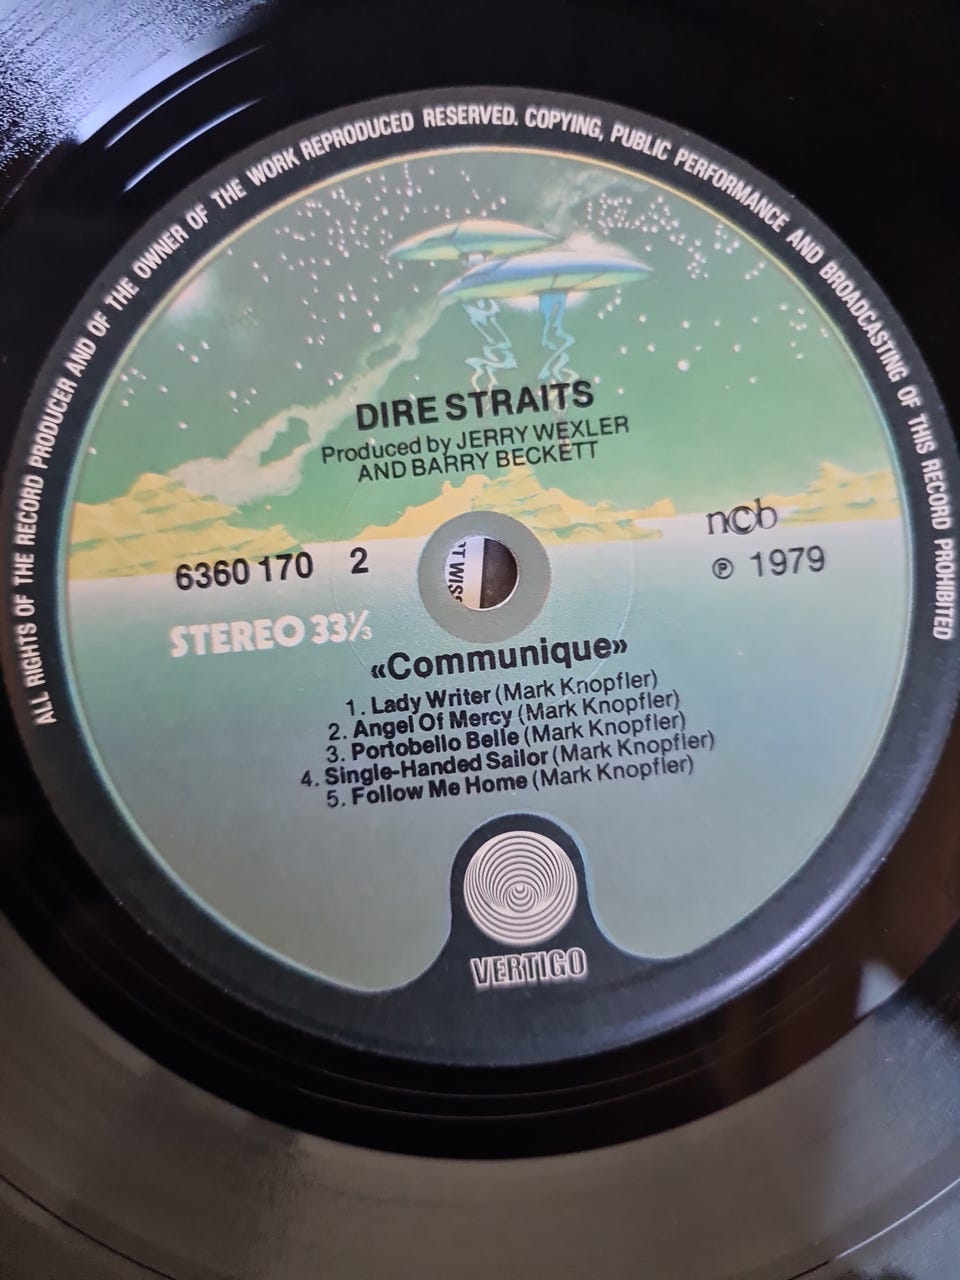 ALL RIGHTS OF THE RECORD PRODUCER AND OF THE OWNER OF THE WORK REPRODUCED RESERVED. COPYING, PUBLIC PERFORMANCE AND BROADCASTING OF THIS RECORD PROHIBITED
DIRE STRAITS
Produced by JERRY WEXLER
AND BARRY BECKETT
ncb
6360 170 2
℗ 1979
STEREO 33⅓
«Communique»
1. Lady Writer (Mark Knopfler)
2. Angel Of Mercy (Mark Knopfler)
3. Portobello Belle (Mark Knopfler)
4. Single-Handed Sailor (Mark Knopfler)
5. Follow Me Home (Mark Knopfler)
VERTIGO